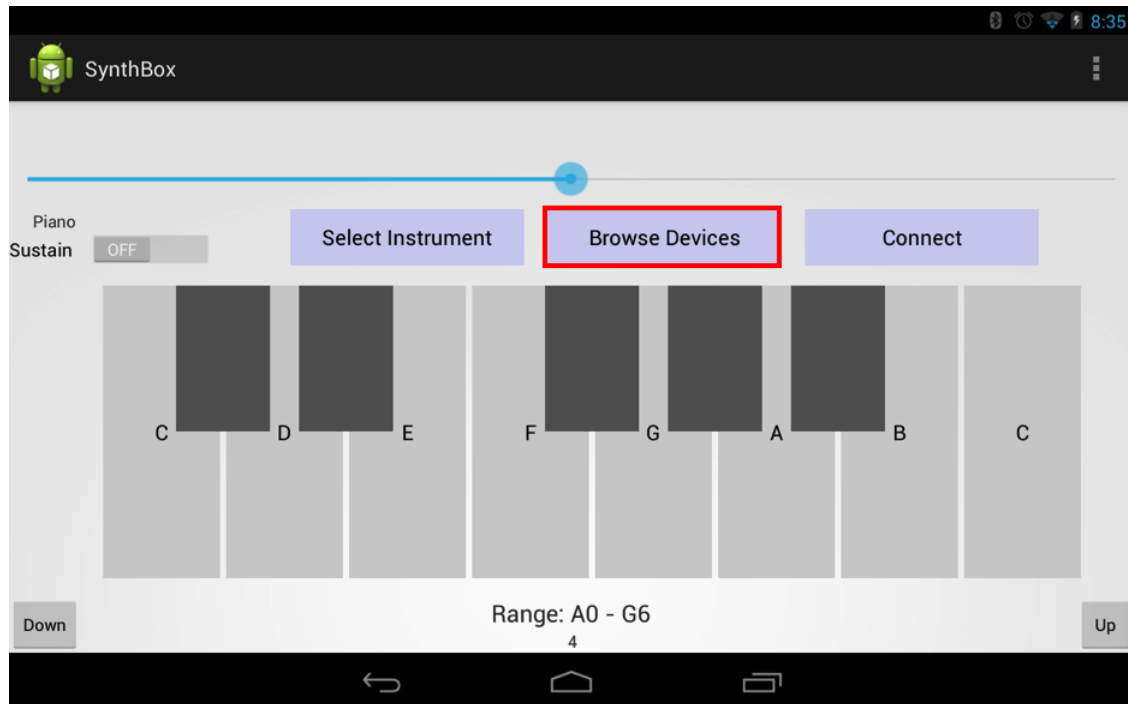 8:35
SynthBox
Piano
Sustain OFF
Select Instrument
Browse Devices
Connect
C D E F G A B C
Down
Range: A0 - G6
4
Up